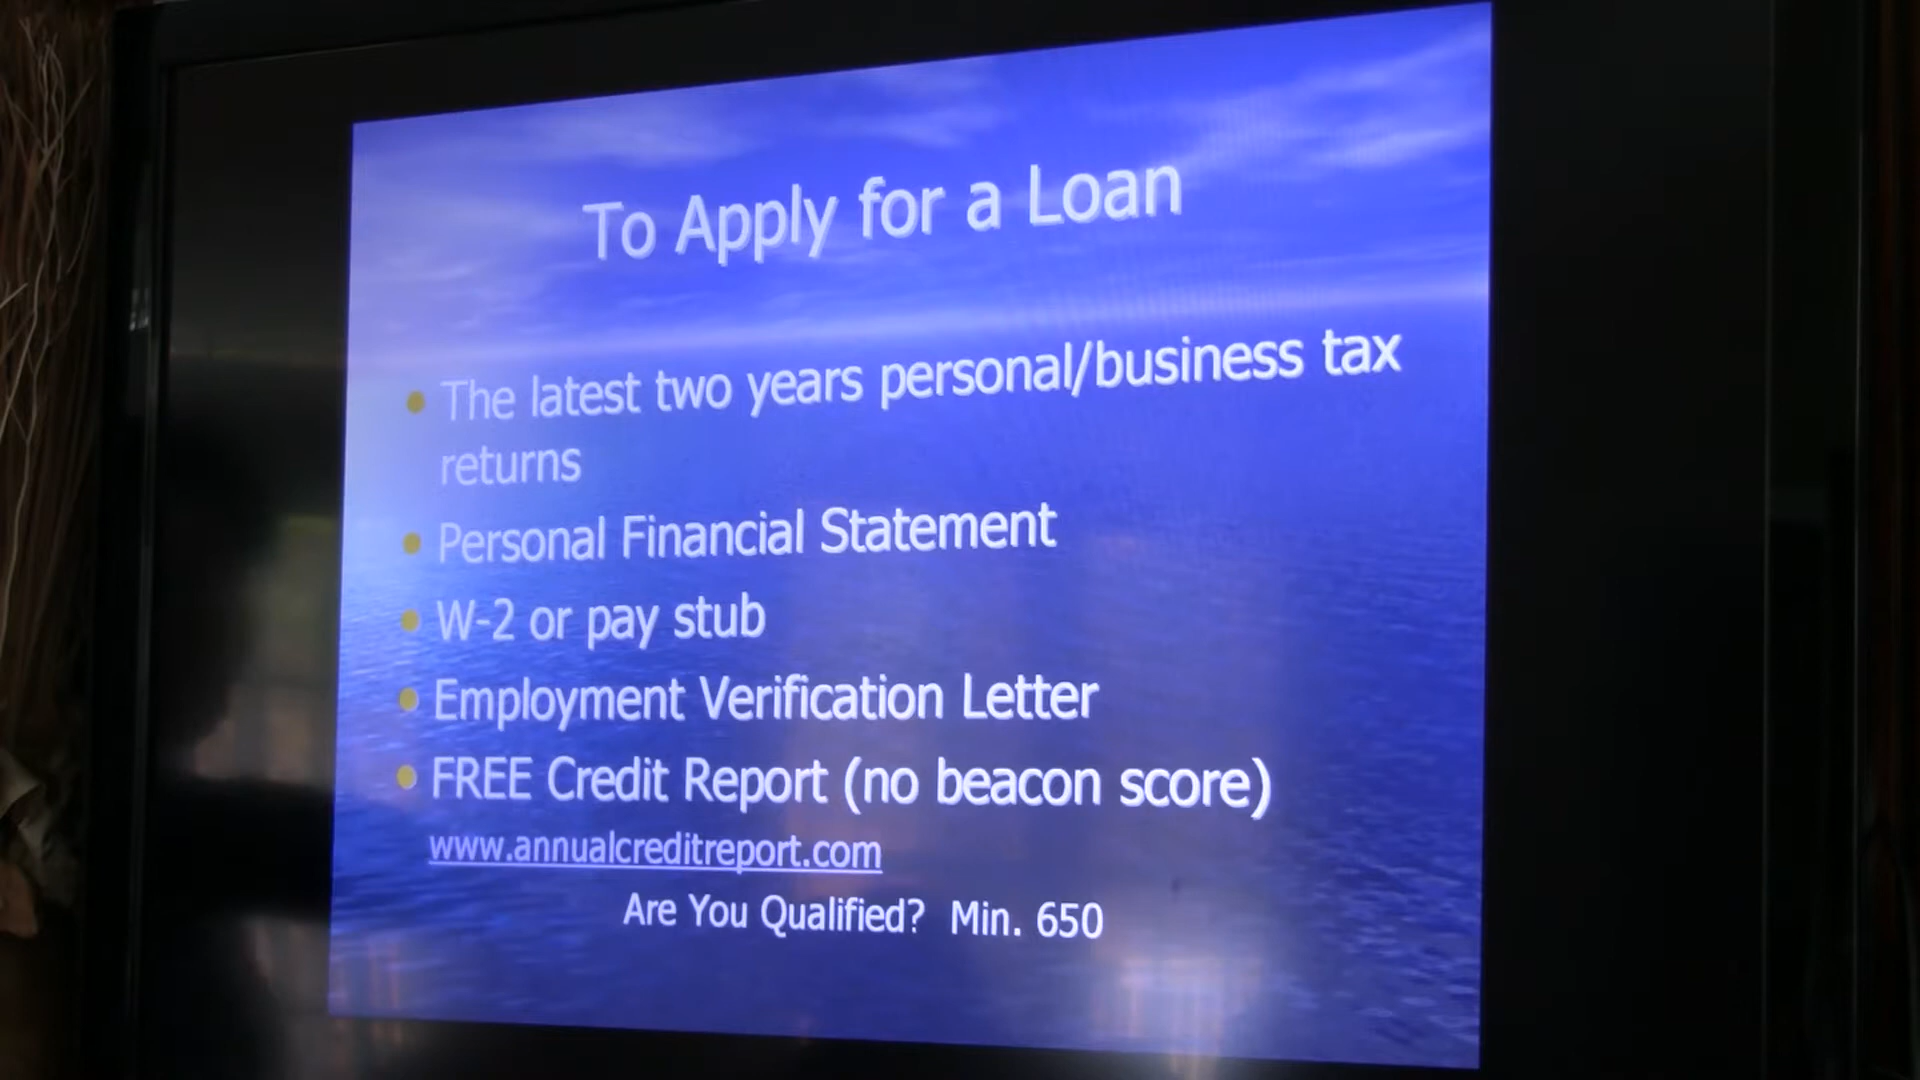 To Apply for a Loan
• The latest two years personal/business tax
returns
• Personal Financial Statement
• W-2 or pay stub
• Employment Verification Letter
• FREE Credit Report (no beacon score)
www.annualcreditreport.com
Are You Qualified? Min. 650